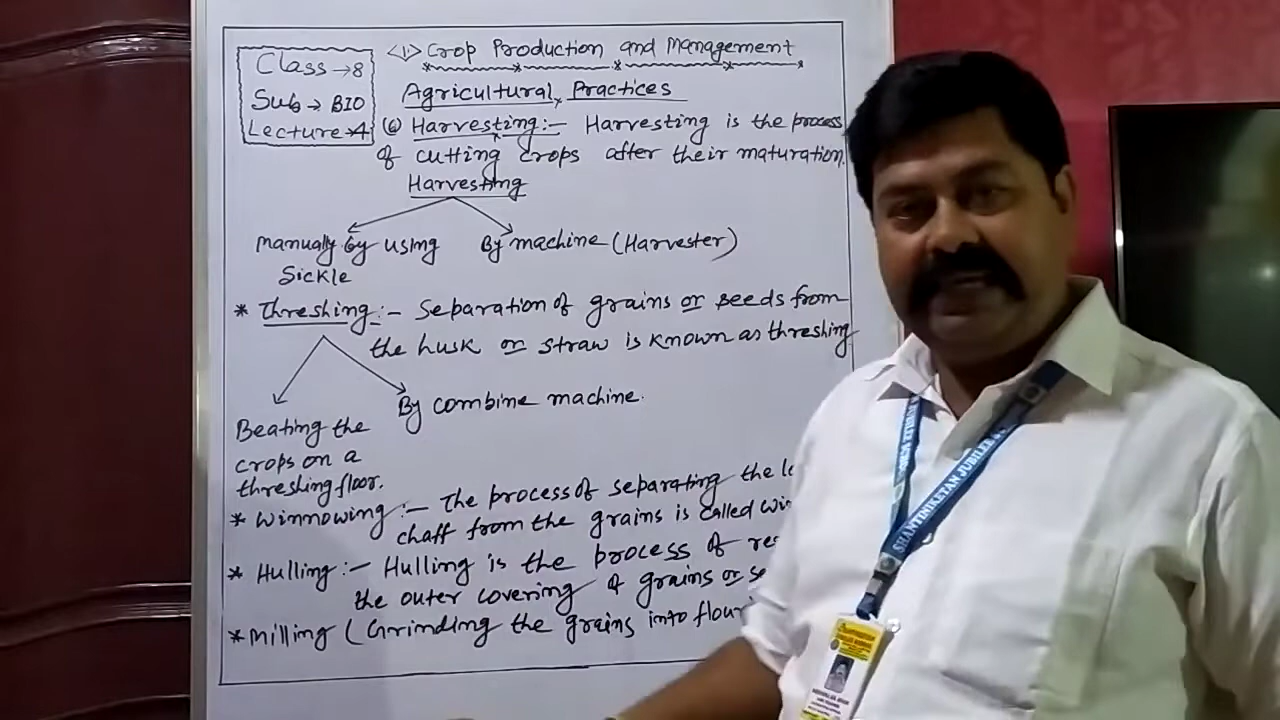 Class → 8
Sub → BIO
Lecture → 4
<1> Crop Production and Management
Agricultural Practices
(6) Harvesting :- Harvesting is the process
of cutting crops after their maturation.
Harvesting
Manually by using
Sickle
By machine (Harvester)
* Threshing :- Separation of grains or seeds from
the husk or straw is known as threshing
Beating the
crops on a
threshing floor.
By combine machine.
* Winnowing :- The process of separating the
chaff from the grains is called
* Hulling :- Hulling is the process of
the outer covering of grains or
* Milling (Grinding the grains into flour
SHANTINIKETAN JUBILEE